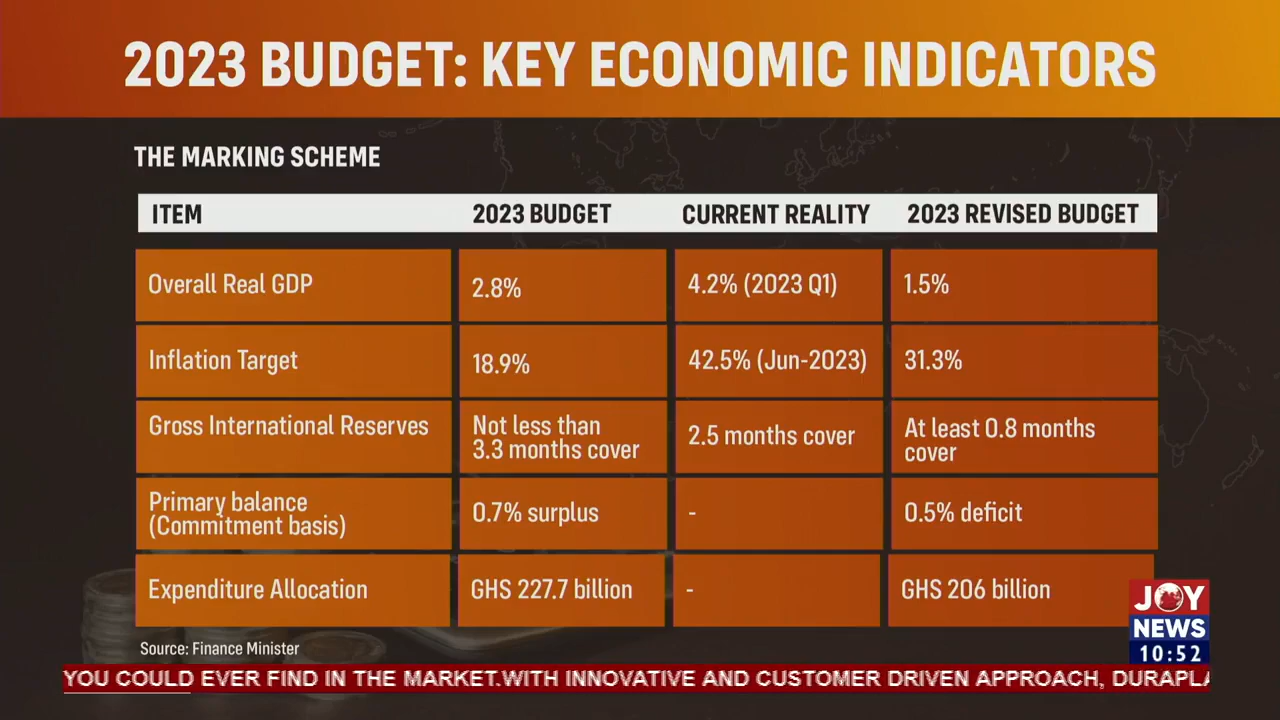 2023 BUDGET: KEY ECONOMIC INDICATORS
THE MARKING SCHEME
ITEM 2023 BUDGET CURRENT REALITY 2023 REVISED BUDGET
Overall Real GDP 2.8% 4.2% (2023 Q1) 1.5%
Inflation Target 18.9% 42.5% (Jun-2023) 31.3%
Gross International Reserves Not less than 3.3 months cover 2.5 months cover At least 0.8 months cover
Primary balance (Commitment basis) 0.7% surplus - 0.5% deficit
Expenditure Allocation GHS 227.7 billion - GHS 206 billion
Source: Finance Minister
JOY
NEWS
10:52
YOU COULD EVER FIND IN THE MARKET.WITH INNOVATIVE AND CUSTOMER DRIVEN APPROACH, DURAPLA